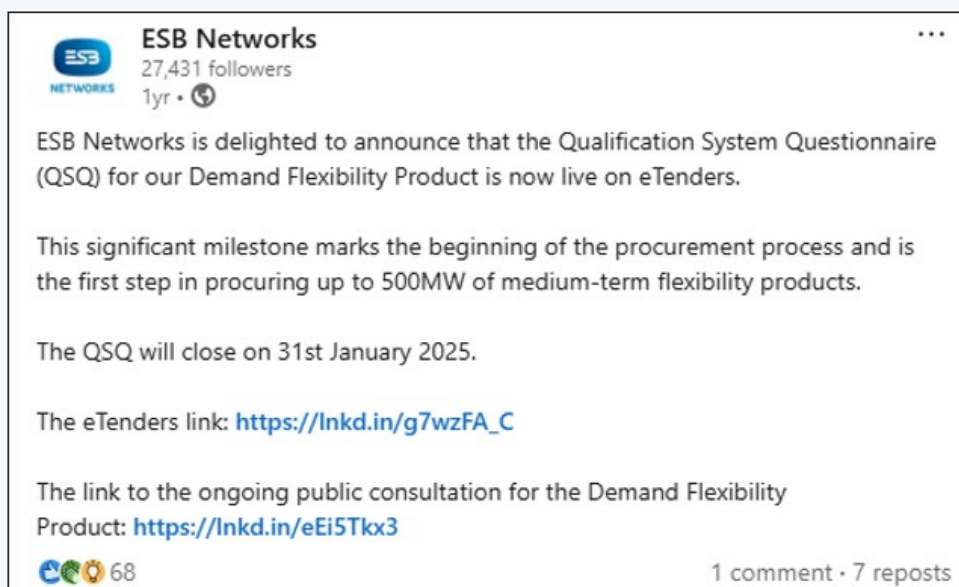 ESB Networks
ESB
NETWORKS
27,431 followers
1yr •
...
ESB Networks is delighted to announce that the Qualification System Questionnaire
(QSQ) for our Demand Flexibility Product is now live on eTenders.
This significant milestone marks the beginning of the procurement process and is
the first step in procuring up to 500MW of medium-term flexibility products.
The QSQ will close on 31st January 2025.
The eTenders link: https://lnkd.in/g7wzFA_C
The link to the ongoing public consultation for the Demand Flexibility
Product: https://lnkd.in/eEi5Tkx3
68
1 comment · 7 reposts